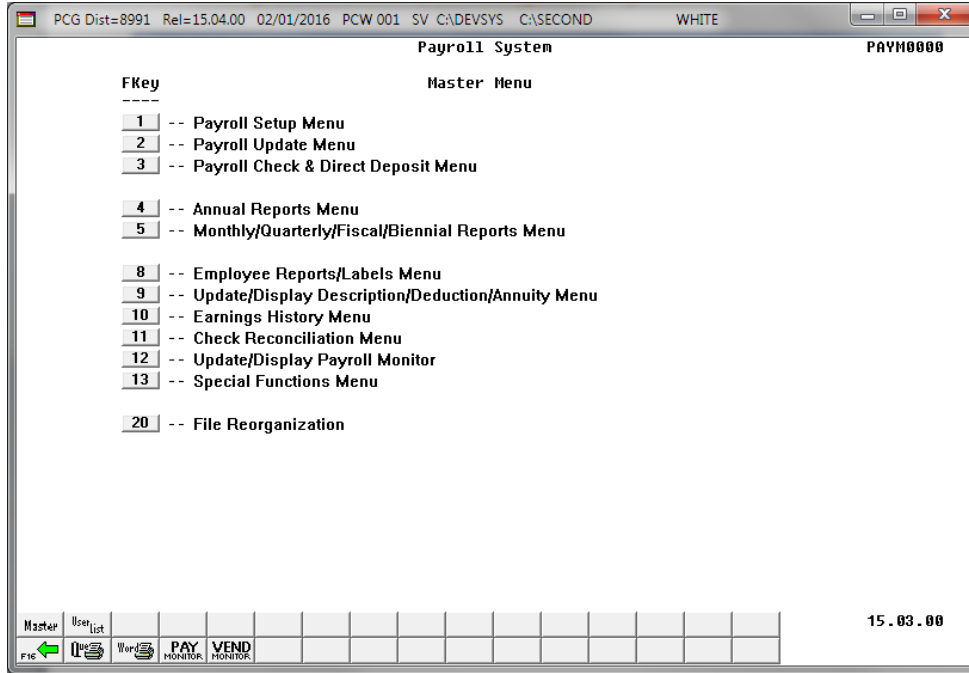 PCG Dist=8991 Rel=15.04.00 02/01/2016 PCW 001 SV C:\DEVSYS C:\SECOND WHITE
Payroll System PAYM0000
FKey Master Menu
----
1 -- Payroll Setup Menu
2 -- Payroll Update Menu
3 -- Payroll Check & Direct Deposit Menu
4 -- Annual Reports Menu
5 -- Monthly/Quarterly/Fiscal/Biennial Reports Menu
8 -- Employee Reports/Labels Menu
9 -- Update/Display Description/Deduction/Annuity Menu
10 -- Earnings History Menu
11 -- Check Reconciliation Menu
12 -- Update/Display Payroll Monitor
13 -- Special Functions Menu
20 -- File Reorganization
Master User List 15.03.00
F16 Que Word PAY MONITOR VEND MONITOR